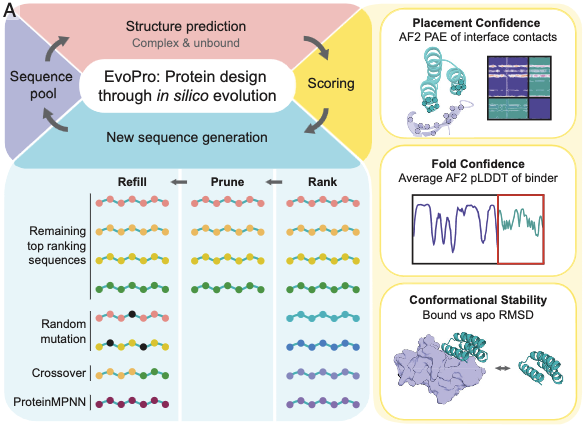 A
Structure prediction
Complex & unbound
Sequence
pool
EvoPro: Protein design
through in silico evolution
Scoring
New sequence generation
Refill
Prune
Rank
Remaining
top ranking
sequences
Random
mutation
Crossover
ProteinMPNN
Placement Confidence
AF2 PAE of interface contacts
Fold Confidence
Average AF2 pLDDT of binder
Conformational Stability
Bound vs apo RMSD